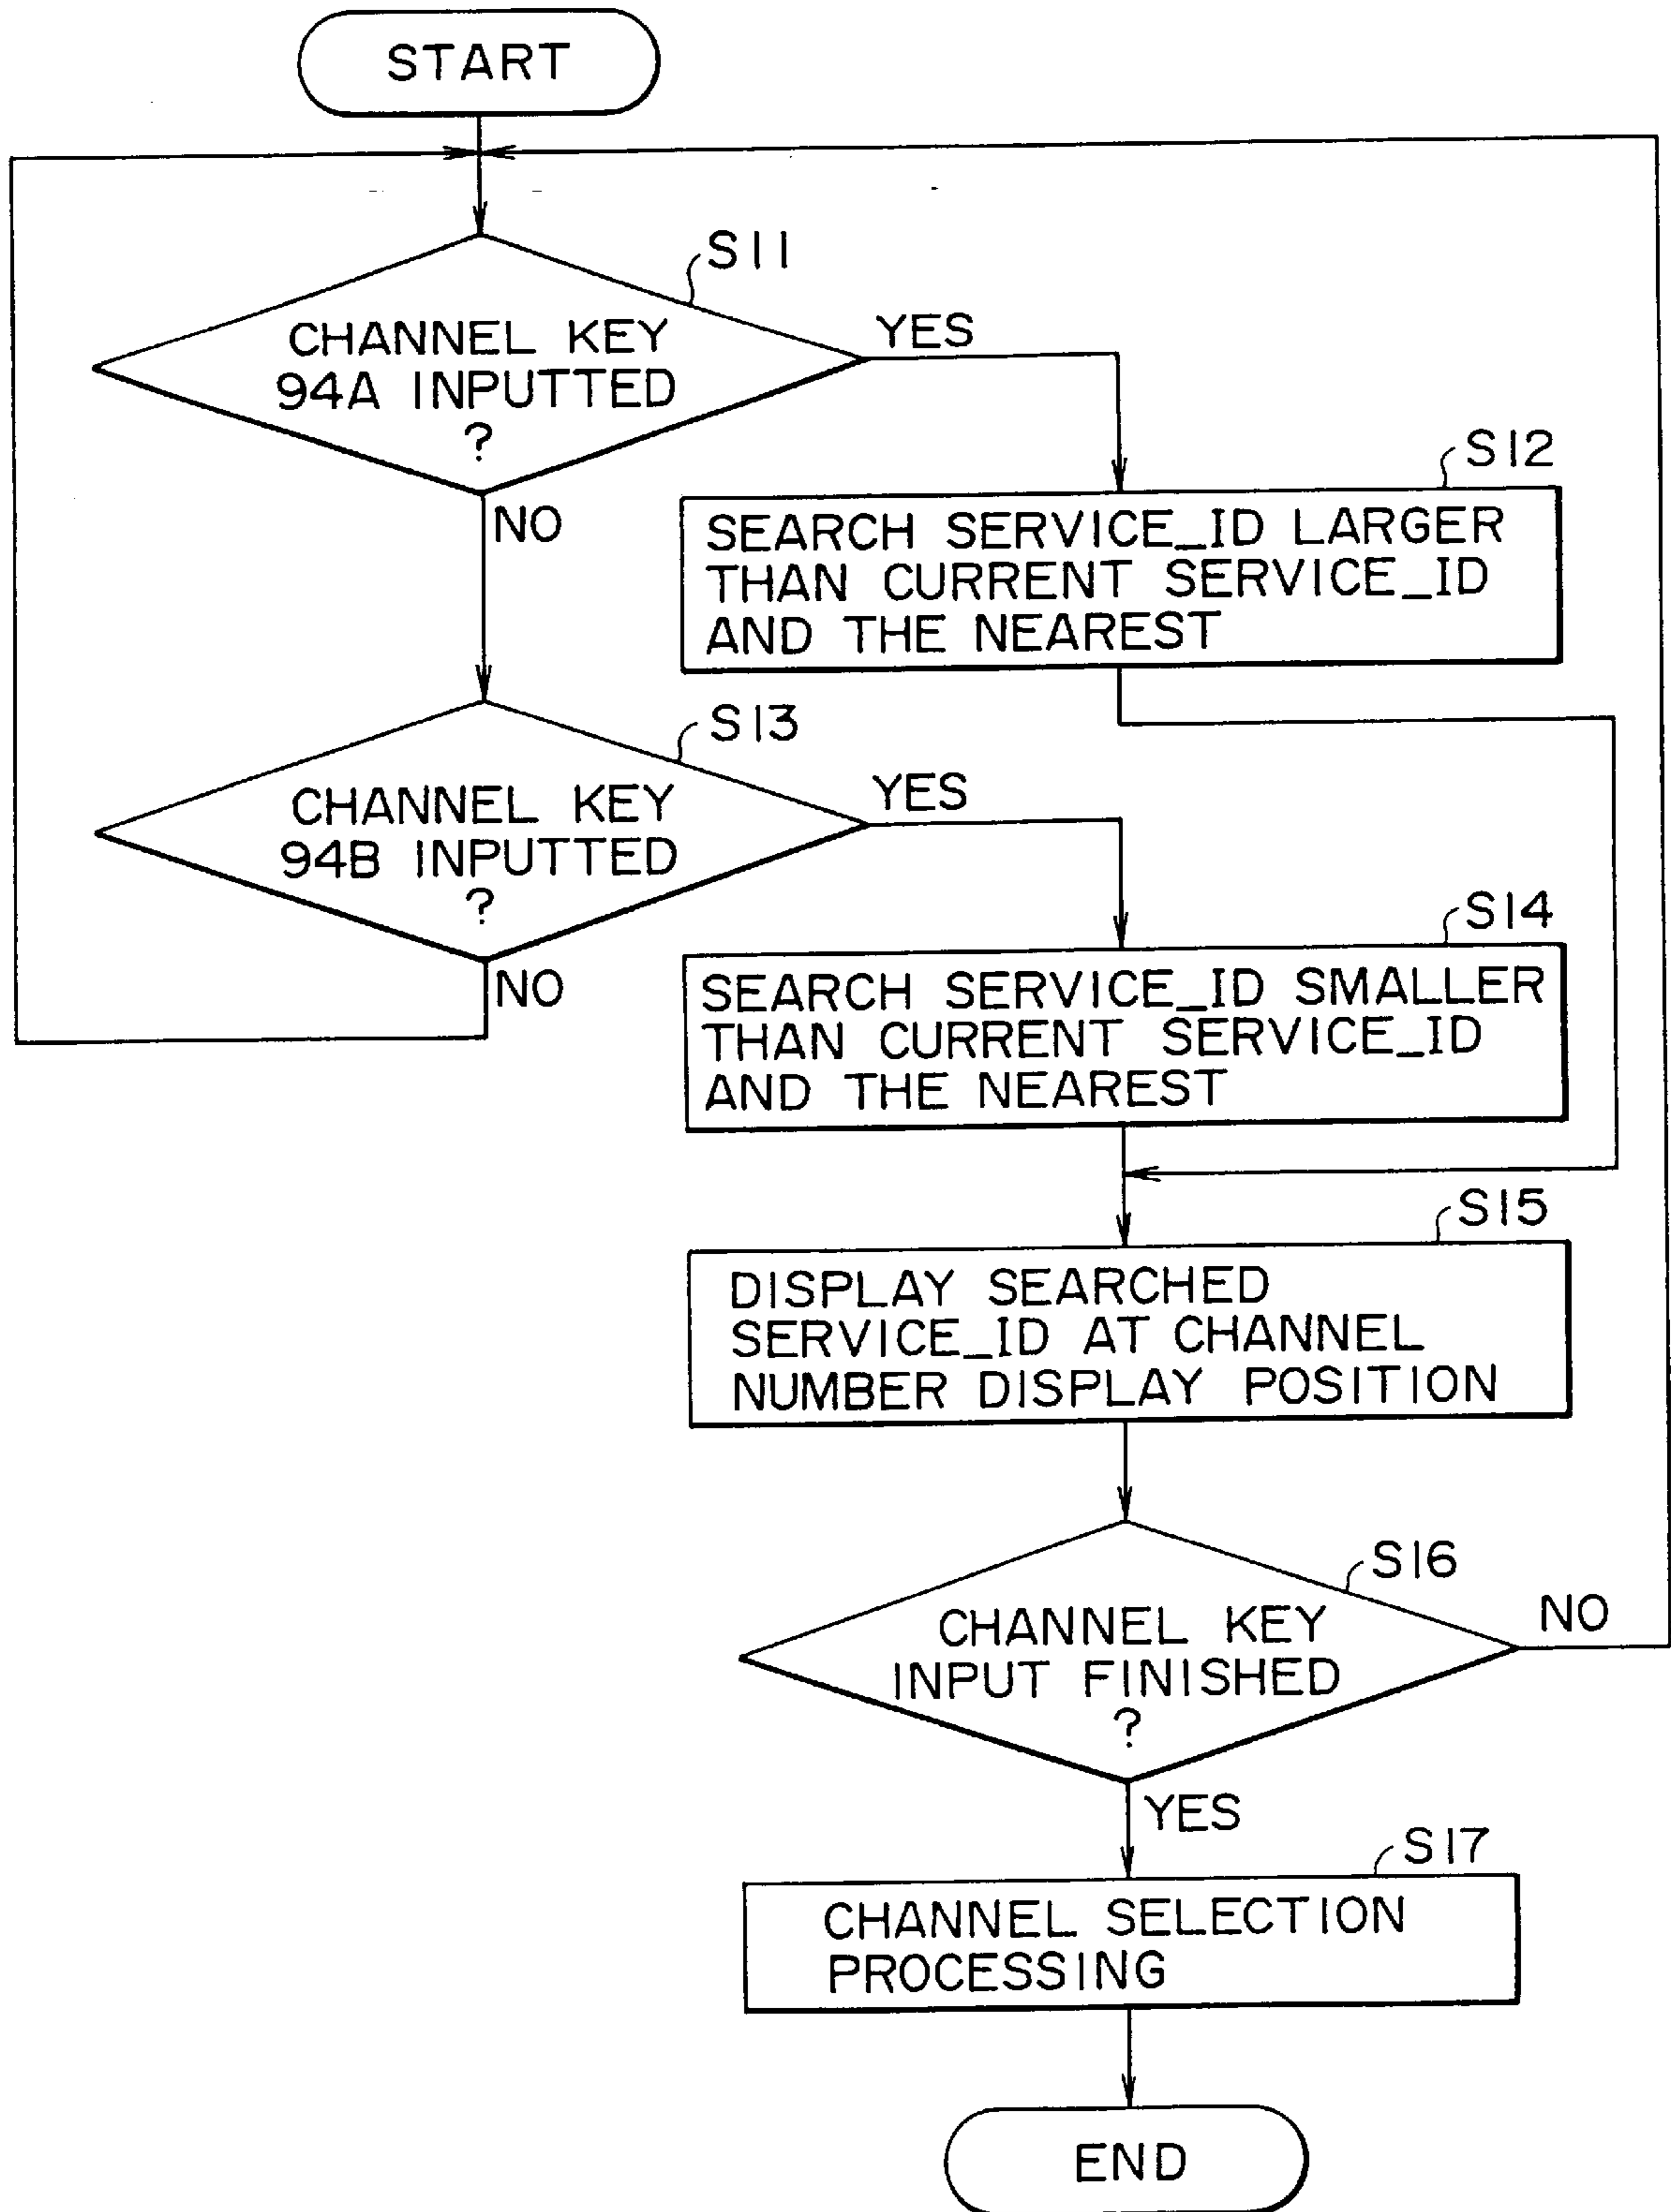 START
S11
CHANNEL KEY
94A INPUTTED
?
YES
NO
S12
SEARCH SERVICE_ID LARGER
THAN CURRENT SERVICE_ID
AND THE NEAREST
S13
CHANNEL KEY
94B INPUTTED
?
YES
NO
S14
SEARCH SERVICE_ID SMALLER
THAN CURRENT SERVICE_ID
AND THE NEAREST
S15
DISPLAY SEARCHED
SERVICE_ID AT CHANNEL
NUMBER DISPLAY POSITION
S16
CHANNEL KEY
INPUT FINISHED
?
NO
YES
S17
CHANNEL SELECTION
PROCESSING
END